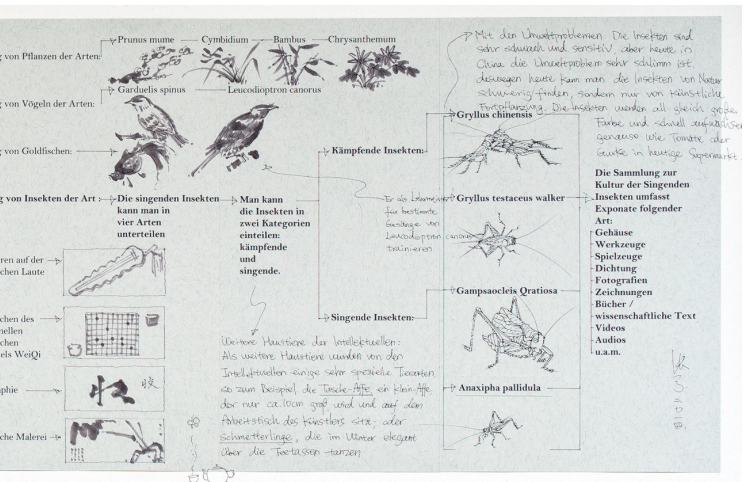 Prunus mume — Cymbidium — Bambus — Chrysanthemum
g von Pflanzen der Arten:
Garduelis spinus — Leucodioptron canorus
g von Vögeln der Arten:
g von Goldfischen:
g von Insekten der Art :
Die singenden Insekten
kann man in
vier Arten
unterteilen
Man kann
die Insekten in
zwei Kategorien
einteilen:
kämpfende
und
singende.
Kämpfende Insekten:
Singende Insekten:
Mit den Umweltproblemen. Die Insekten sind
sehr schwach und sensitiv, aber heute in
China die Umweltproblem sehr schlimm ist.
deswegen heute kann man die Insekten von Natur
schwierig finden, sondern nur von künstliche
Fortpflanzung. Die Insekten werden all gleich große,
Farbe und schnell
genauso wie Tomate oder
Gurke in heutige Supermarkt.
Gryllus chinensis
Er als Lehrmeister
für bestimte
Gesänge von
Leucodioptron canorus
trainieren
Gryllus testaceus walker
Gampsaocleis Qratiosa
Anaxipha pallidula
Die Sammlung zur
Kultur der Singenden
Insekten umfasst
Exponate folgender
Art:
Gehäuse
Werkzeuge
Spielzeuge
Dichtung
Fotografien
Zeichnungen
Bücher /
wissenschaftliche Text
Videos
Audios
u.a.m.
ren auf der
chen Laute
chen des
nellen
chen
els WeiQi
phie
che Malerei
Weitere Haustiere der Intellektuellen:
Als weitere Haustiere wurden von den
Intellektuellen einige sehr spezielle Tierarten
so zum Beispiel die Tasche-Affe ein klein-Affe
der nur ca.10cm groß wird und auf dem
Arbeitstisch des Künstlers sitz, oder
Schmetterlinge, die im Winter elegant
über die Teetassen tanzen